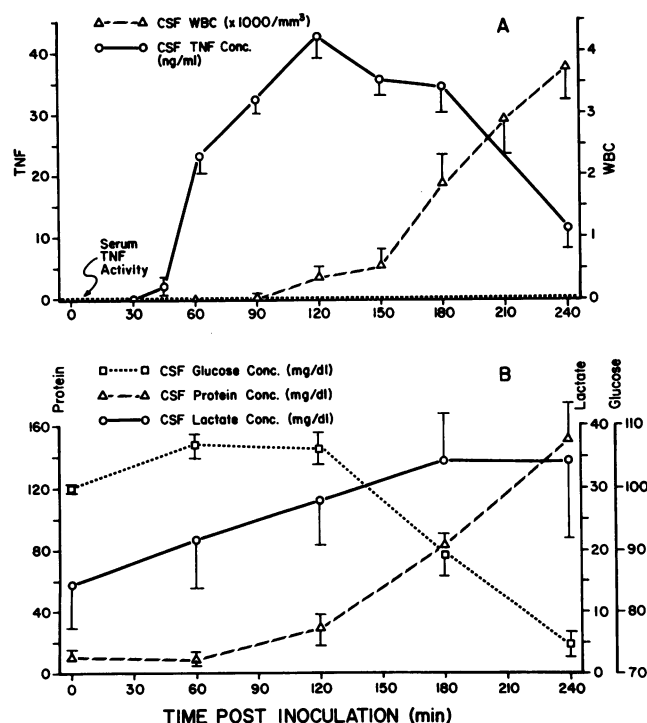 CSF WBC (x1000/mm³)
CSF TNF Conc.
(ng/ml)
A
TNF
40
30
20
10
0
4
3
2
1
0
WBC
Serum
TNF
Activity
0 30 60 90 120 150 180 210 240
CSF Glucose Conc. (mg/dl)
CSF Protein Conc. (mg/dl)
CSF Lactate Conc. (mg/dl)
B
Protein
Lactate
Glucose
160
120
80
40
0
40
30
20
10
0
110
100
90
80
70
0 30 60 90 120 150 180 210 240
TIME POST INOCULATION (min)